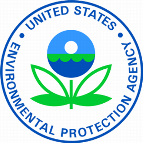 UNITED STATES
ENVIRONMENTAL PROTECTION AGENCY